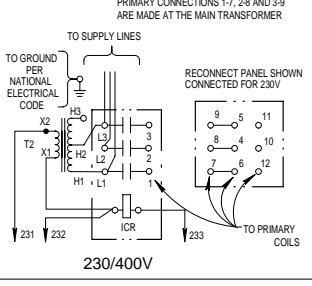 PRIMARY CONNECTIONS 1-7, 2-8 AND 3-9
ARE MADE AT THE MAIN TRANSFORMER
TO SUPPLY LINES
TO GROUND
PER
NATIONAL
ELECTRICAL
CODE
RECONNECT PANEL SHOWN
CONNECTED FOR 230V
H3
X2
L3
3
9
5
11
T2
H2
L2
2
8
4
10
X1
H1
L1
1
7
6
12
ICR
TO PRIMARY
COILS
231
232
233
230/400V